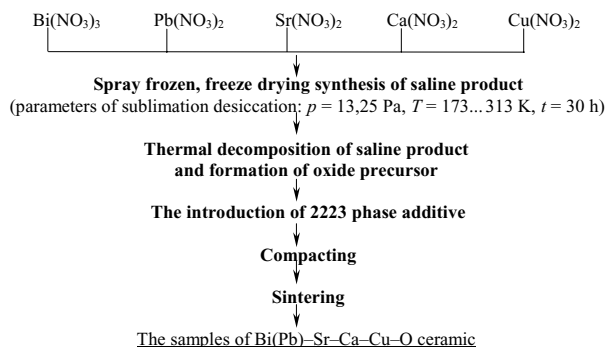 Bi(NO3)3 Pb(NO3)2 Sr(NO3)2 Ca(NO3)2 Cu(NO3)2
Spray frozen, freeze drying synthesis of saline product
(parameters of sublimation desiccation: p = 13,25 Pa, T = 173…313 K, t = 30 h)
Thermal decomposition of saline product
and formation of oxide precursor
The introduction of 2223 phase additive
Compacting
Sintering
The samples of Bi(Pb)–Sr–Ca–Cu–O ceramic